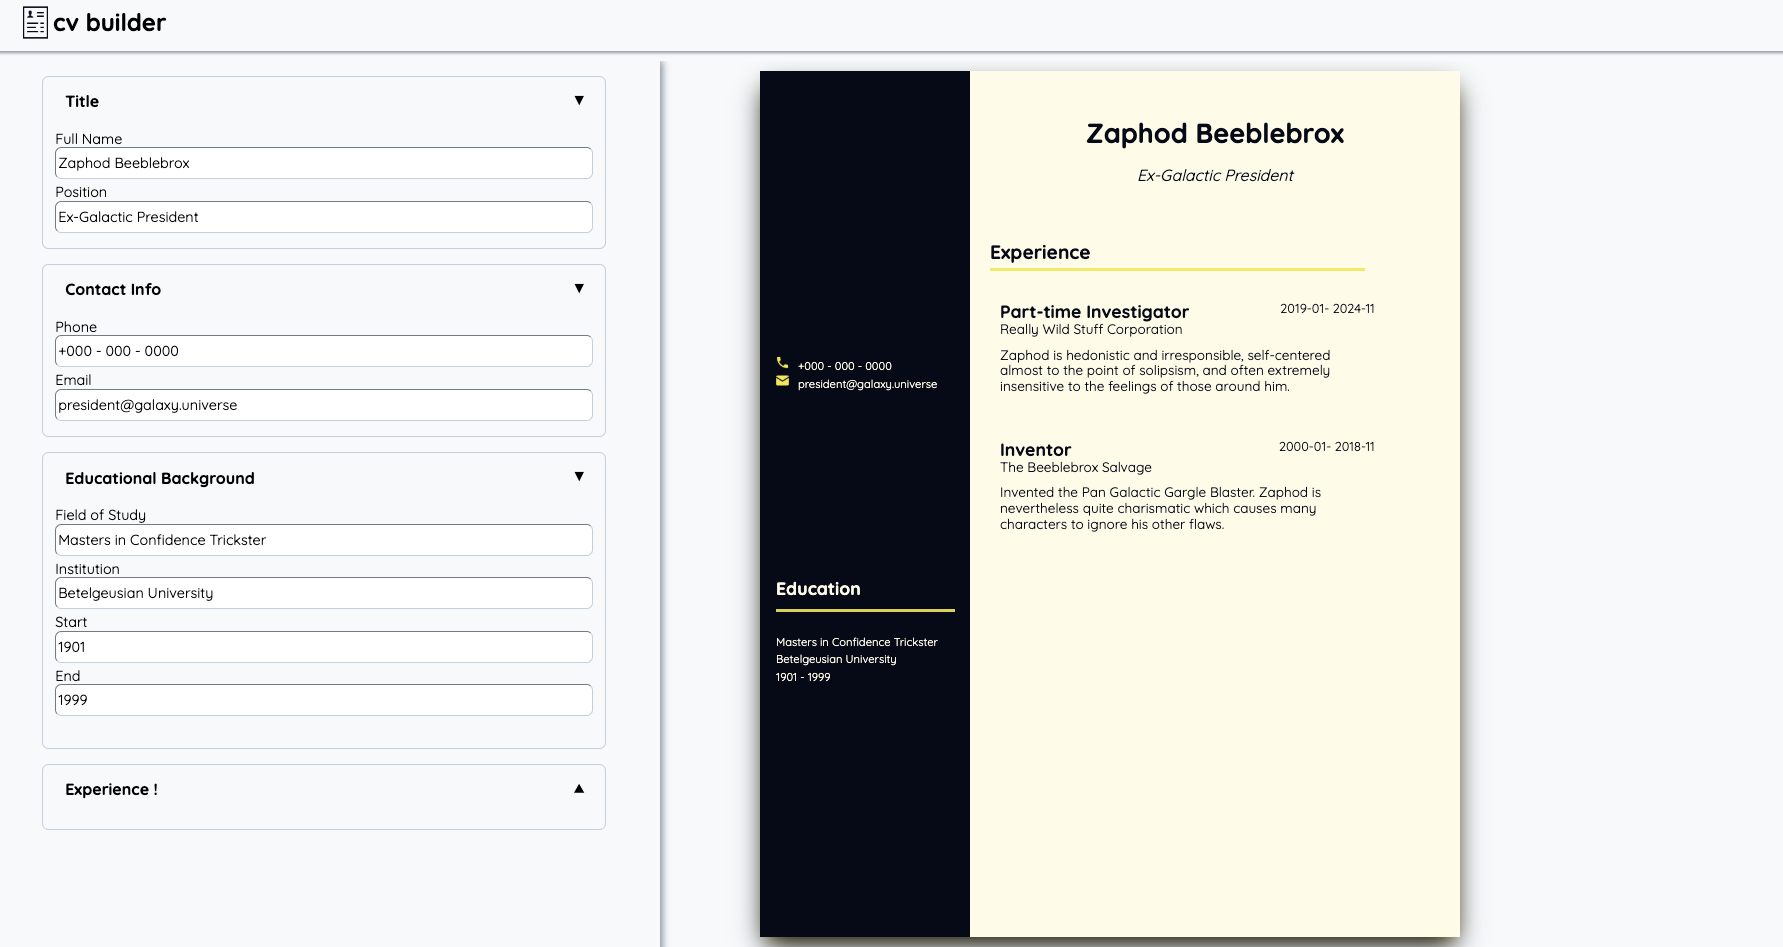 cv builder
Title
▼
Full Name
Zaphod Beeblebrox
Position
Ex-Galactic President
Contact Info
▼
Phone
+000 - 000 - 0000
Email
president@galaxy.universe
Educational Background
▼
Field of Study
Masters in Confidence Trickster
Institution
Betelgeusian University
Start
1901
End
1999
Experience !
▲
+000 - 000 - 0000
president@galaxy.universe
Education
Masters in Confidence Trickster
Betelgeusian University
1901 - 1999
Zaphod Beeblebrox
Ex-Galactic President
Experience
Part-time Investigator
2019-01- 2024-11
Really Wild Stuff Corporation
Zaphod is hedonistic and irresponsible, self-centered
almost to the point of solipsism, and often extremely
insensitive to the feelings of those around him.
Inventor
2000-01- 2018-11
The Beeblebrox Salvage
Invented the Pan Galactic Gargle Blaster. Zaphod is
nevertheless quite charismatic which causes many
characters to ignore his other flaws.